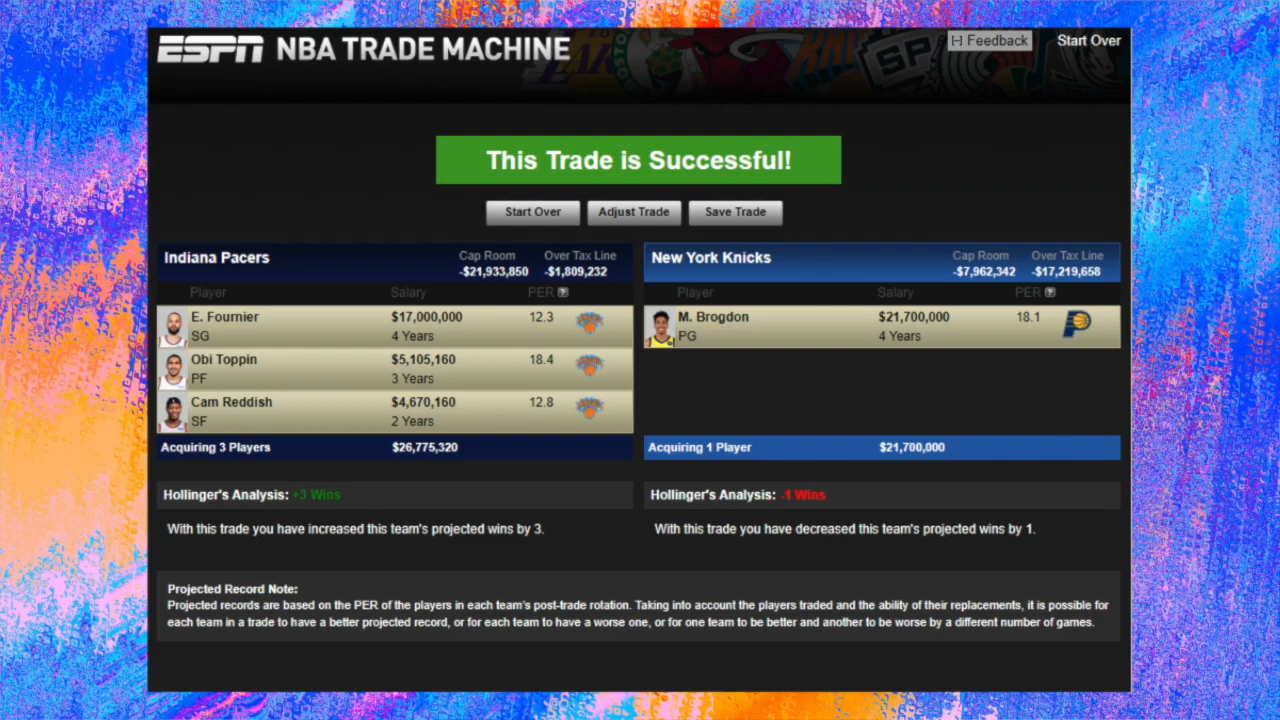 ESPN NBA TRADE MACHINE
[-] Feedback
Start Over
This Trade is Successful!
Start Over
Adjust Trade
Save Trade
Indiana Pacers
Cap Room
Over Tax Line
-$21,933,850
-$1,809,232
Player
Salary
PER ?
E. Fournier
$17,000,000
12.3
SG
4 Years
Obi Toppin
$5,105,160
18.4
PF
3 Years
Cam Reddish
$4,670,160
12.8
SF
2 Years
Acquiring 3 Players
$26,775,320
Hollinger's Analysis: +3 Wins
With this trade you have increased this team's projected wins by 3.
New York Knicks
Cap Room
Over Tax Line
-$7,962,342
-$17,219,658
Player
Salary
PER ?
M. Brogdon
$21,700,000
18.1
PG
4 Years
Acquiring 1 Player
$21,700,000
Hollinger's Analysis: -1 Wins
With this trade you have decreased this team's projected wins by 1.
Projected Record Note:
Projected records are based on the PER of the players in each team's post-trade rotation. Taking into account the players traded and the ability of their replacements, it is possible for
each team in a trade to have a better projected record, or for each team to have a worse one, or for one team to be better and another to be worse by a different number of games.